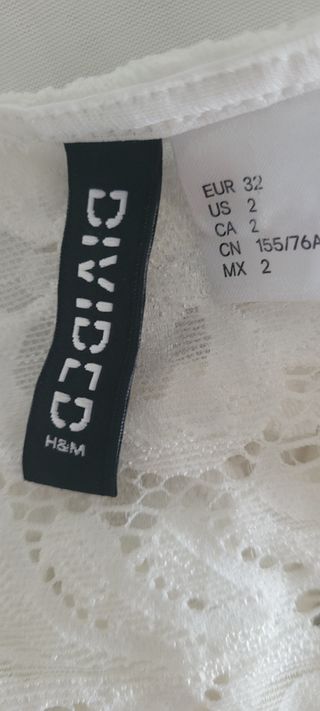 DIVIDED
H&M
EUR 32
US 2
CA 2
CN 155/76A
MX 2